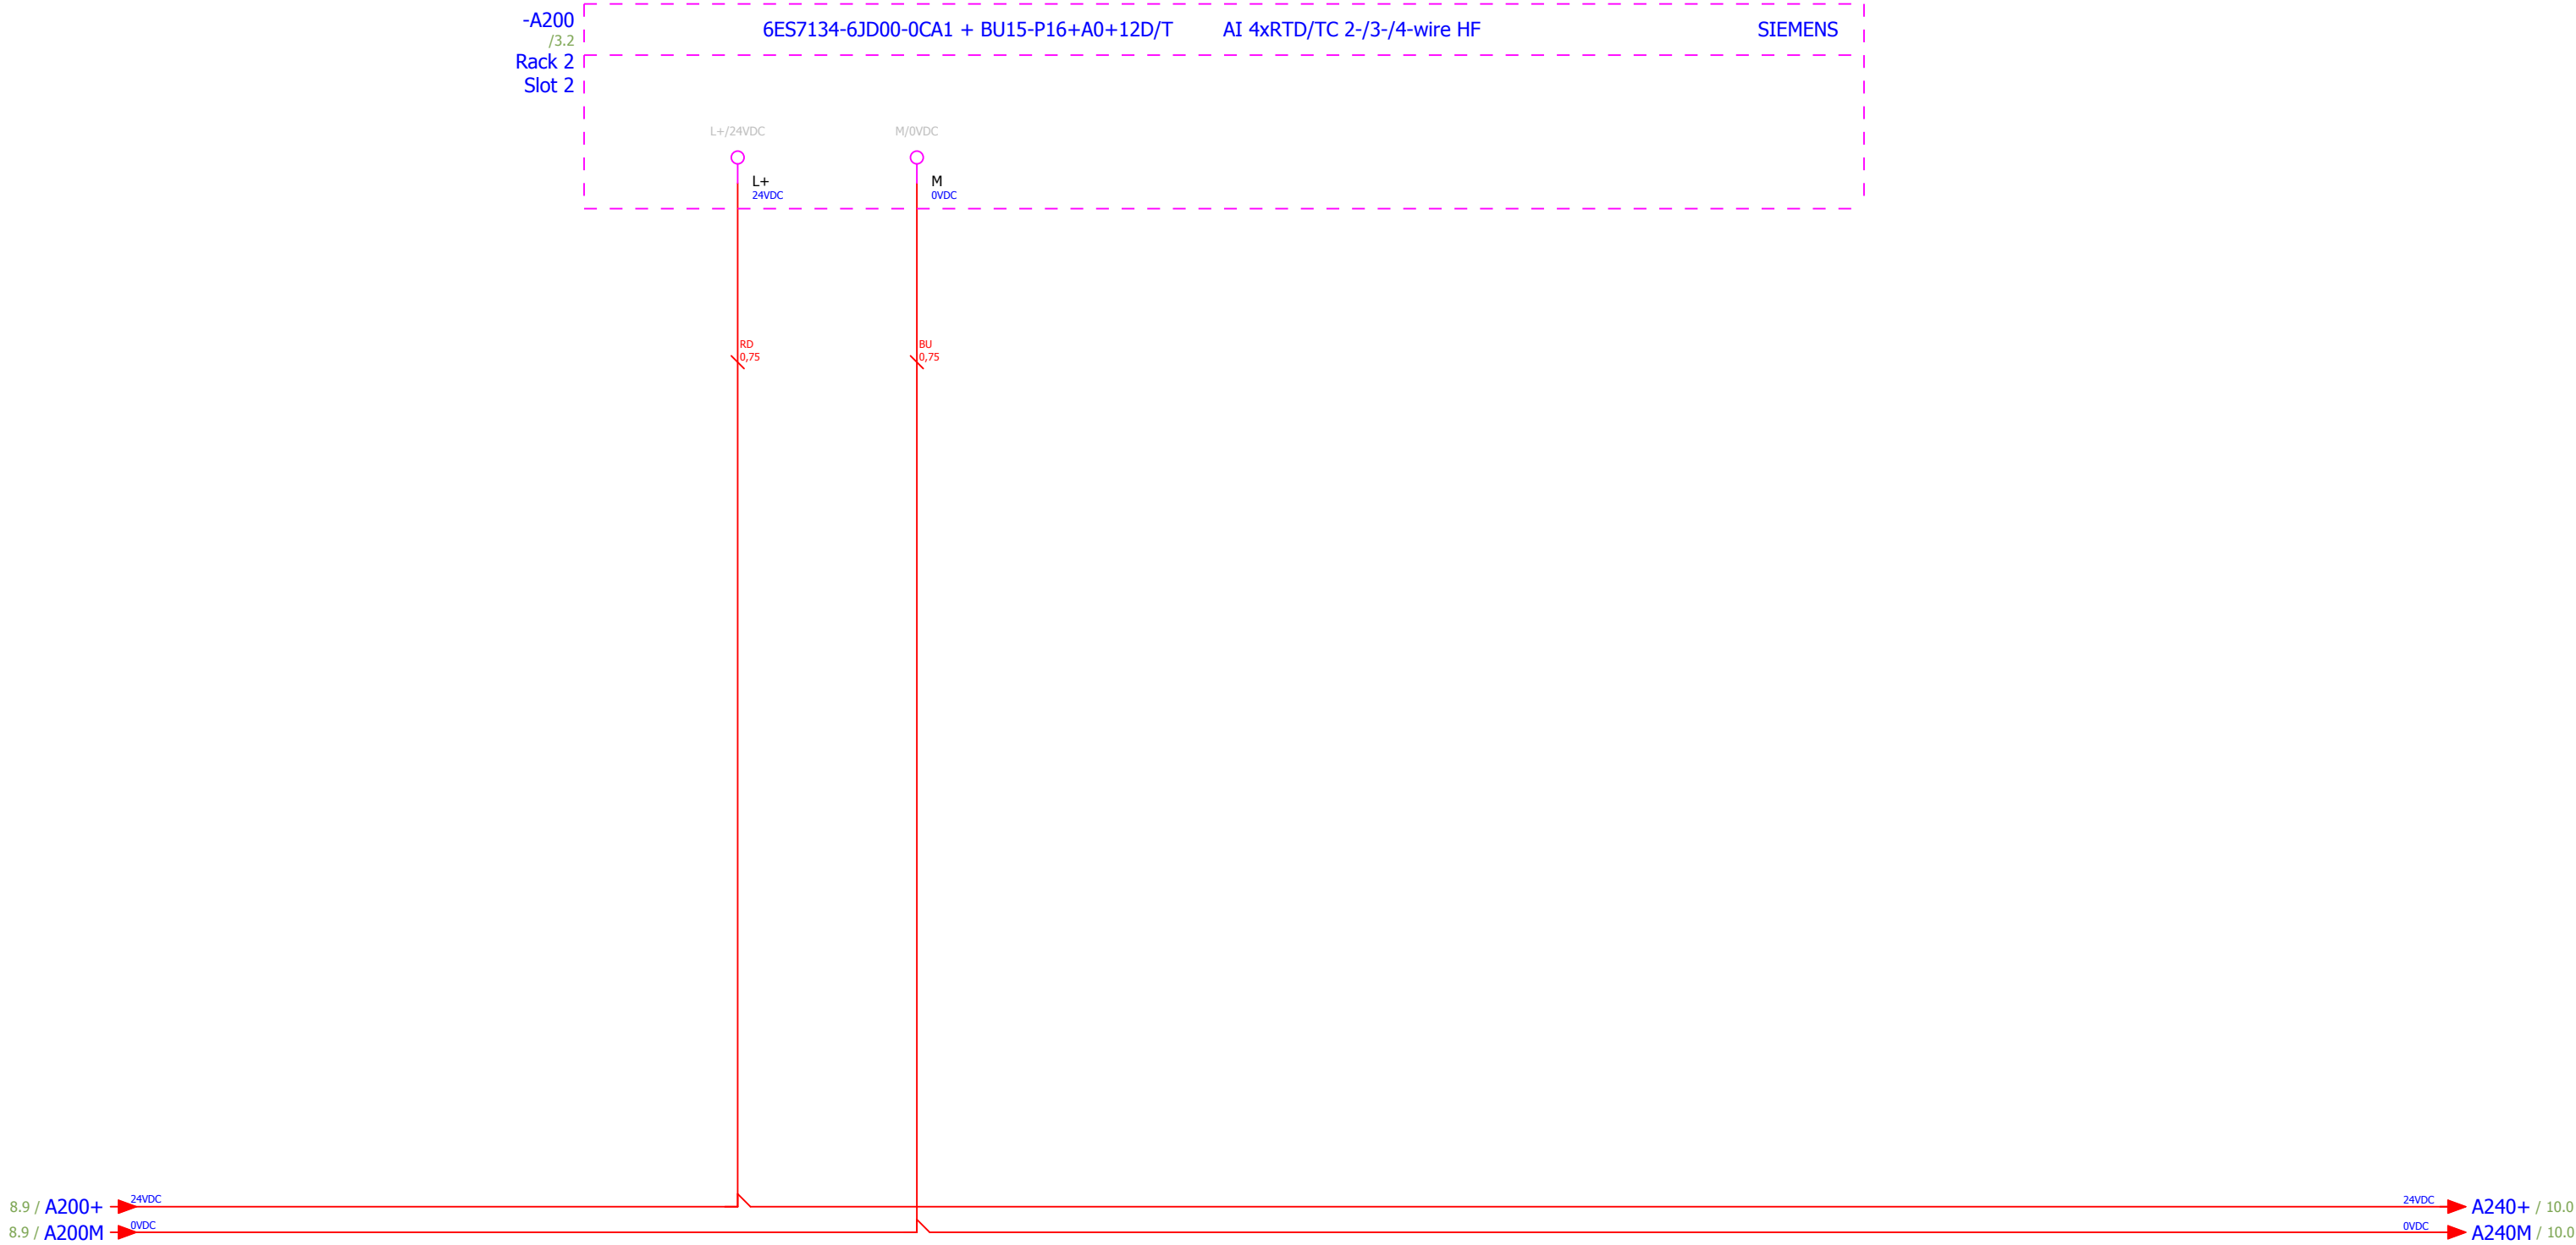 -A200
/3.2
Rack 2
Slot 2
6ES7134-6JD00-0CA1 + BU15-P16+A0+12D/T AI 4xRTD/TC 2-/3-/4-wire HF SIEMENS
L+/24VDC M/0VDC
L+ M
24VDC 0VDC
RD BU
0,75 0,75
8.9 / A200+ 24VDC 24VDC A240+ / 10.0
8.9 / A200M 0VDC 0VDC A240M / 10.0